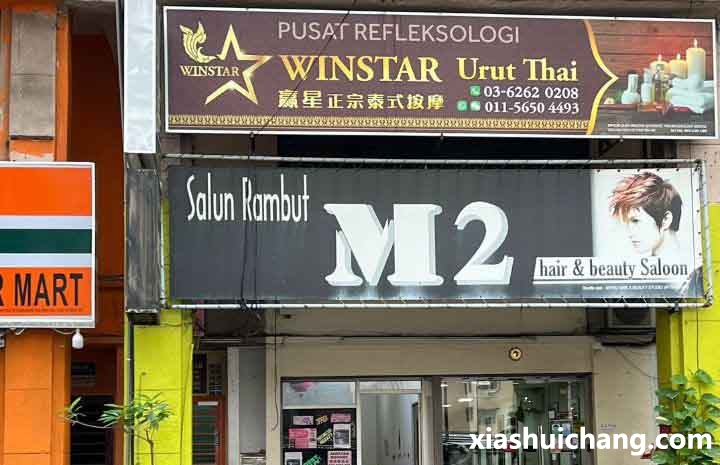 PUSAT REFLEKSOLOGI
WINSTAR
WINSTAR Urut Thai
赢星正宗泰式按摩
03-6262 0208
011-5650 4493
Salun Rambut
M2
hair & beauty Saloon
R MART
xiashuichang.com